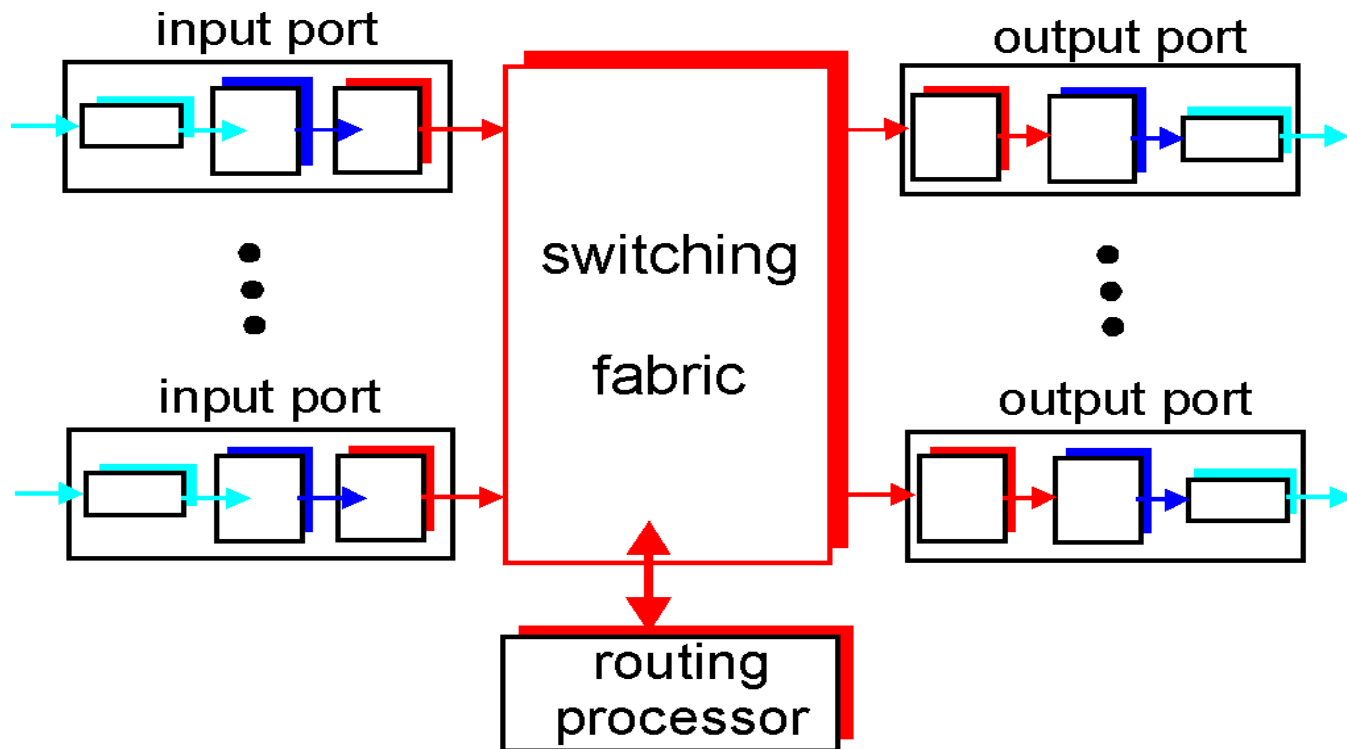 input port
output port
switching
fabric
input port
output port
routing
processor